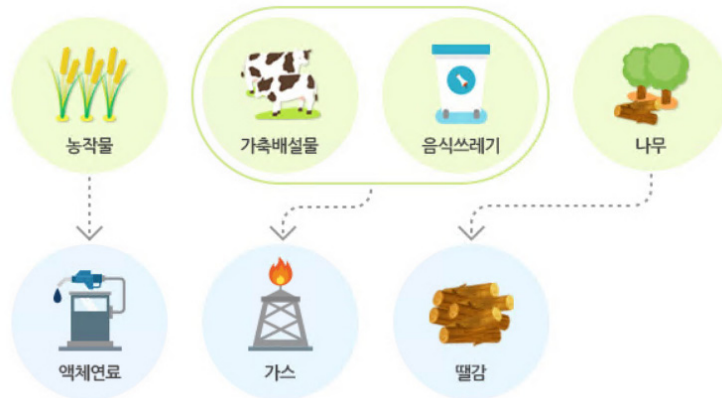 농작물
가축배설물
음식쓰레기
나무
액체연료
가스
땔감